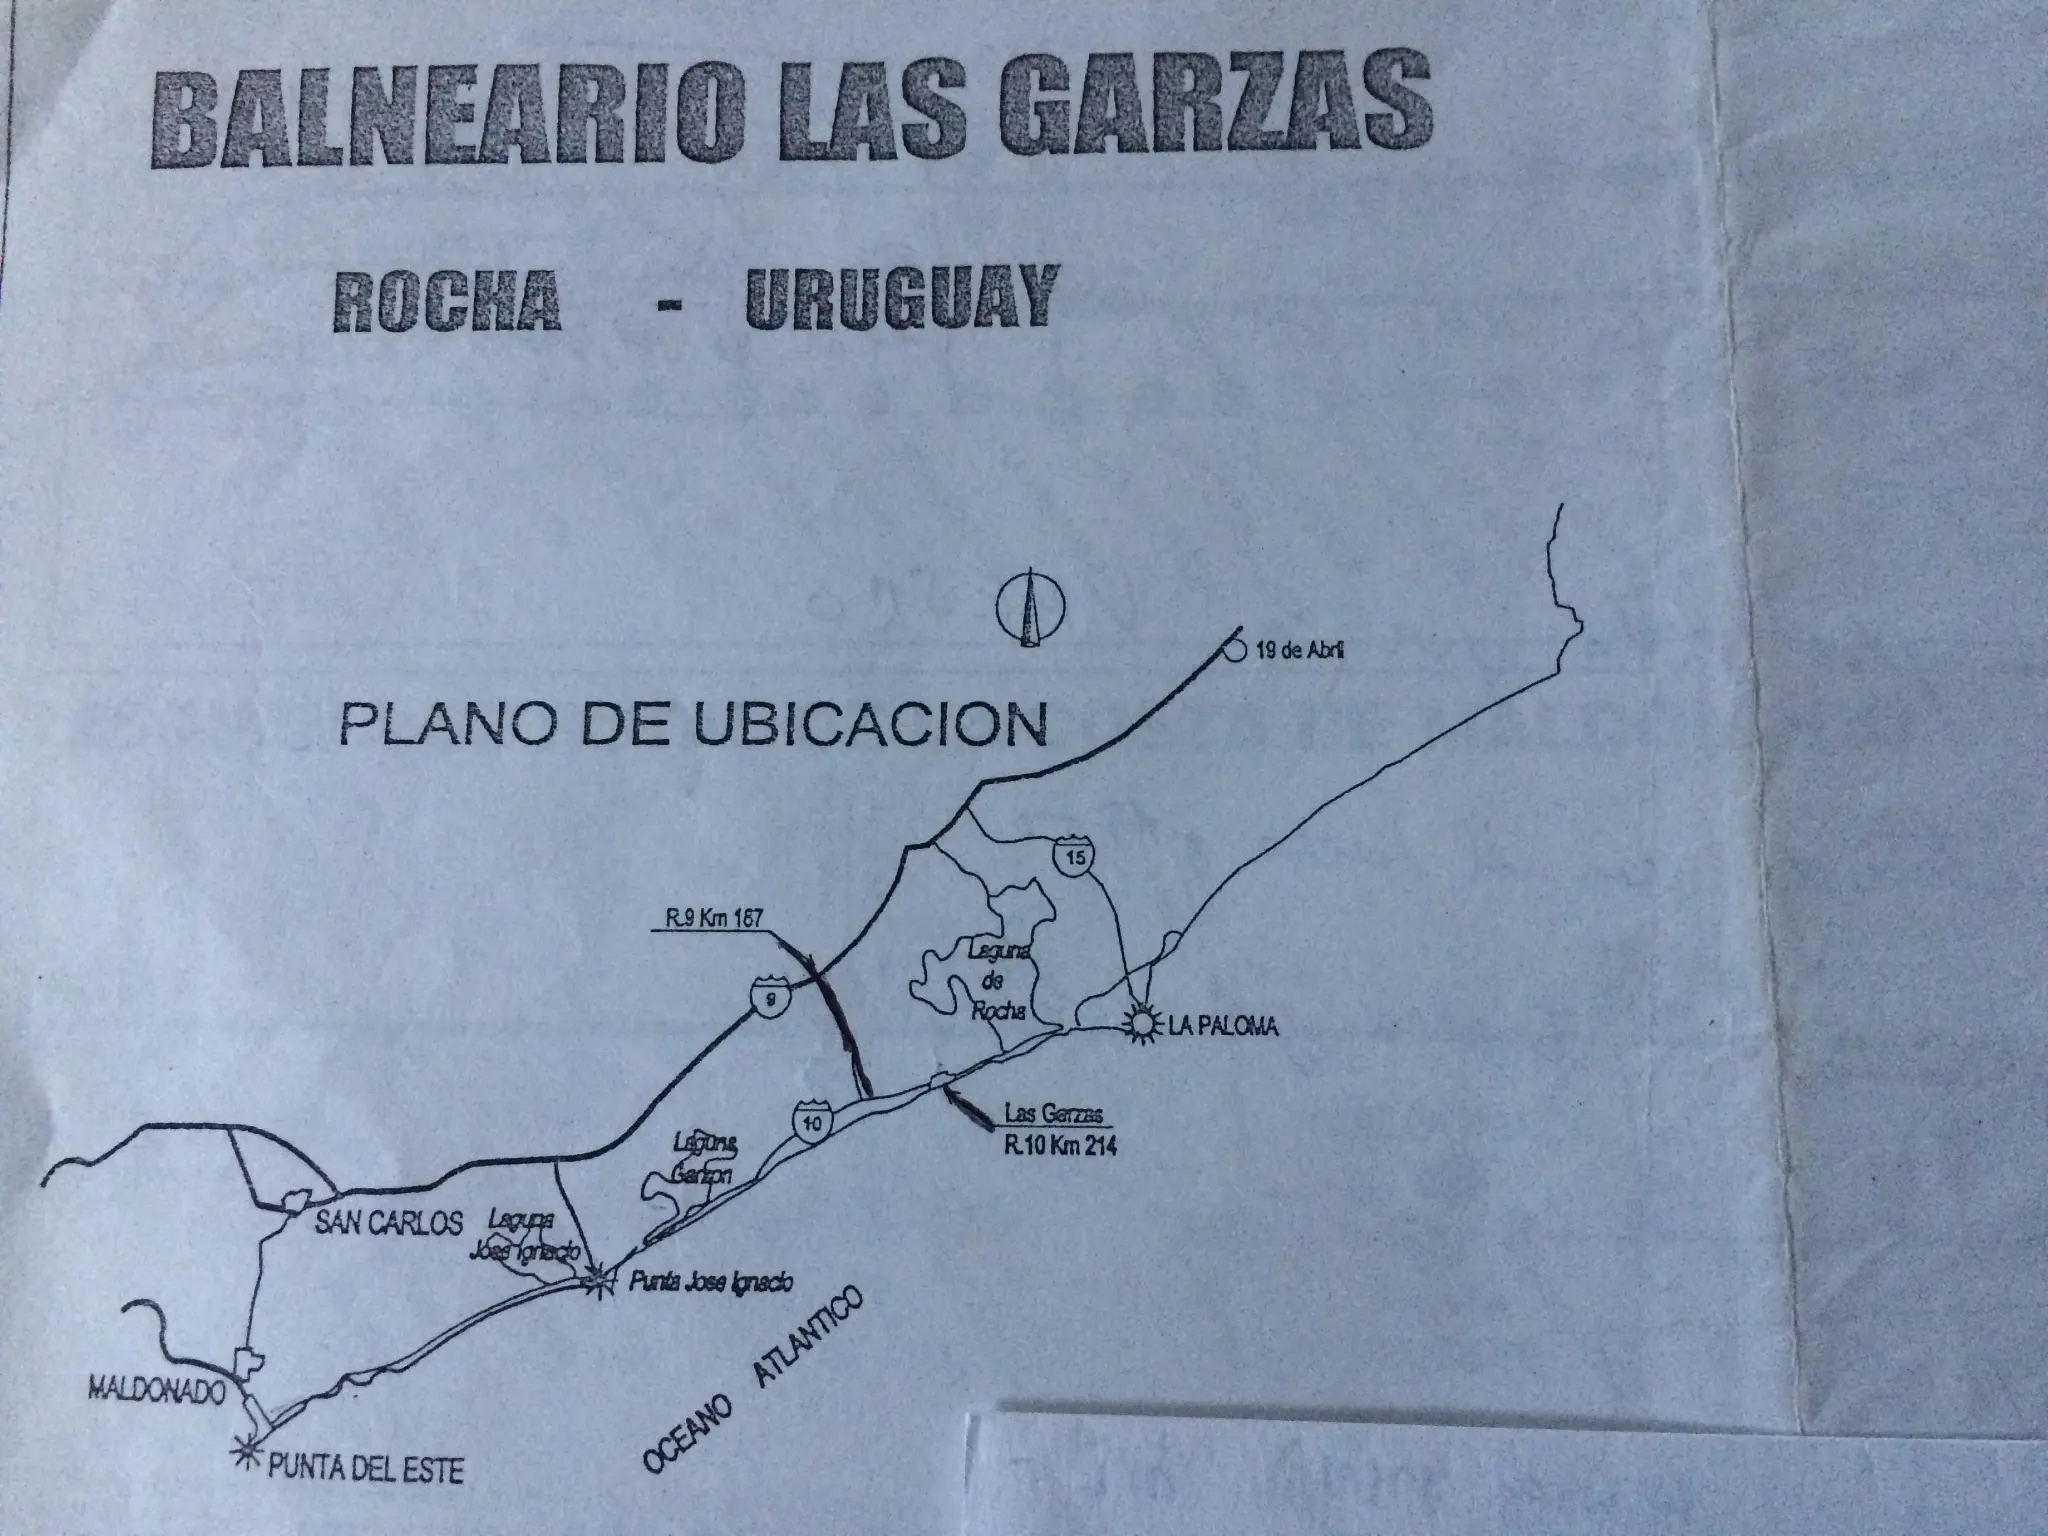 BALNEARIO LAS GARZAS
ROCHA - URUGUAY
19 de Abril
PLANO DE UBICACION
15
R.9 Km 187
Laguna
de
Rocha
9
LA PALOMA
Las Garzas
R.10 Km 214
10
Laguna
Garzon
SAN CARLOS
Laguna
Jose Ignacio
Punta Jose Ignacio
OCEANO ATLANTICO
MALDONADO
PUNTA DEL ESTE